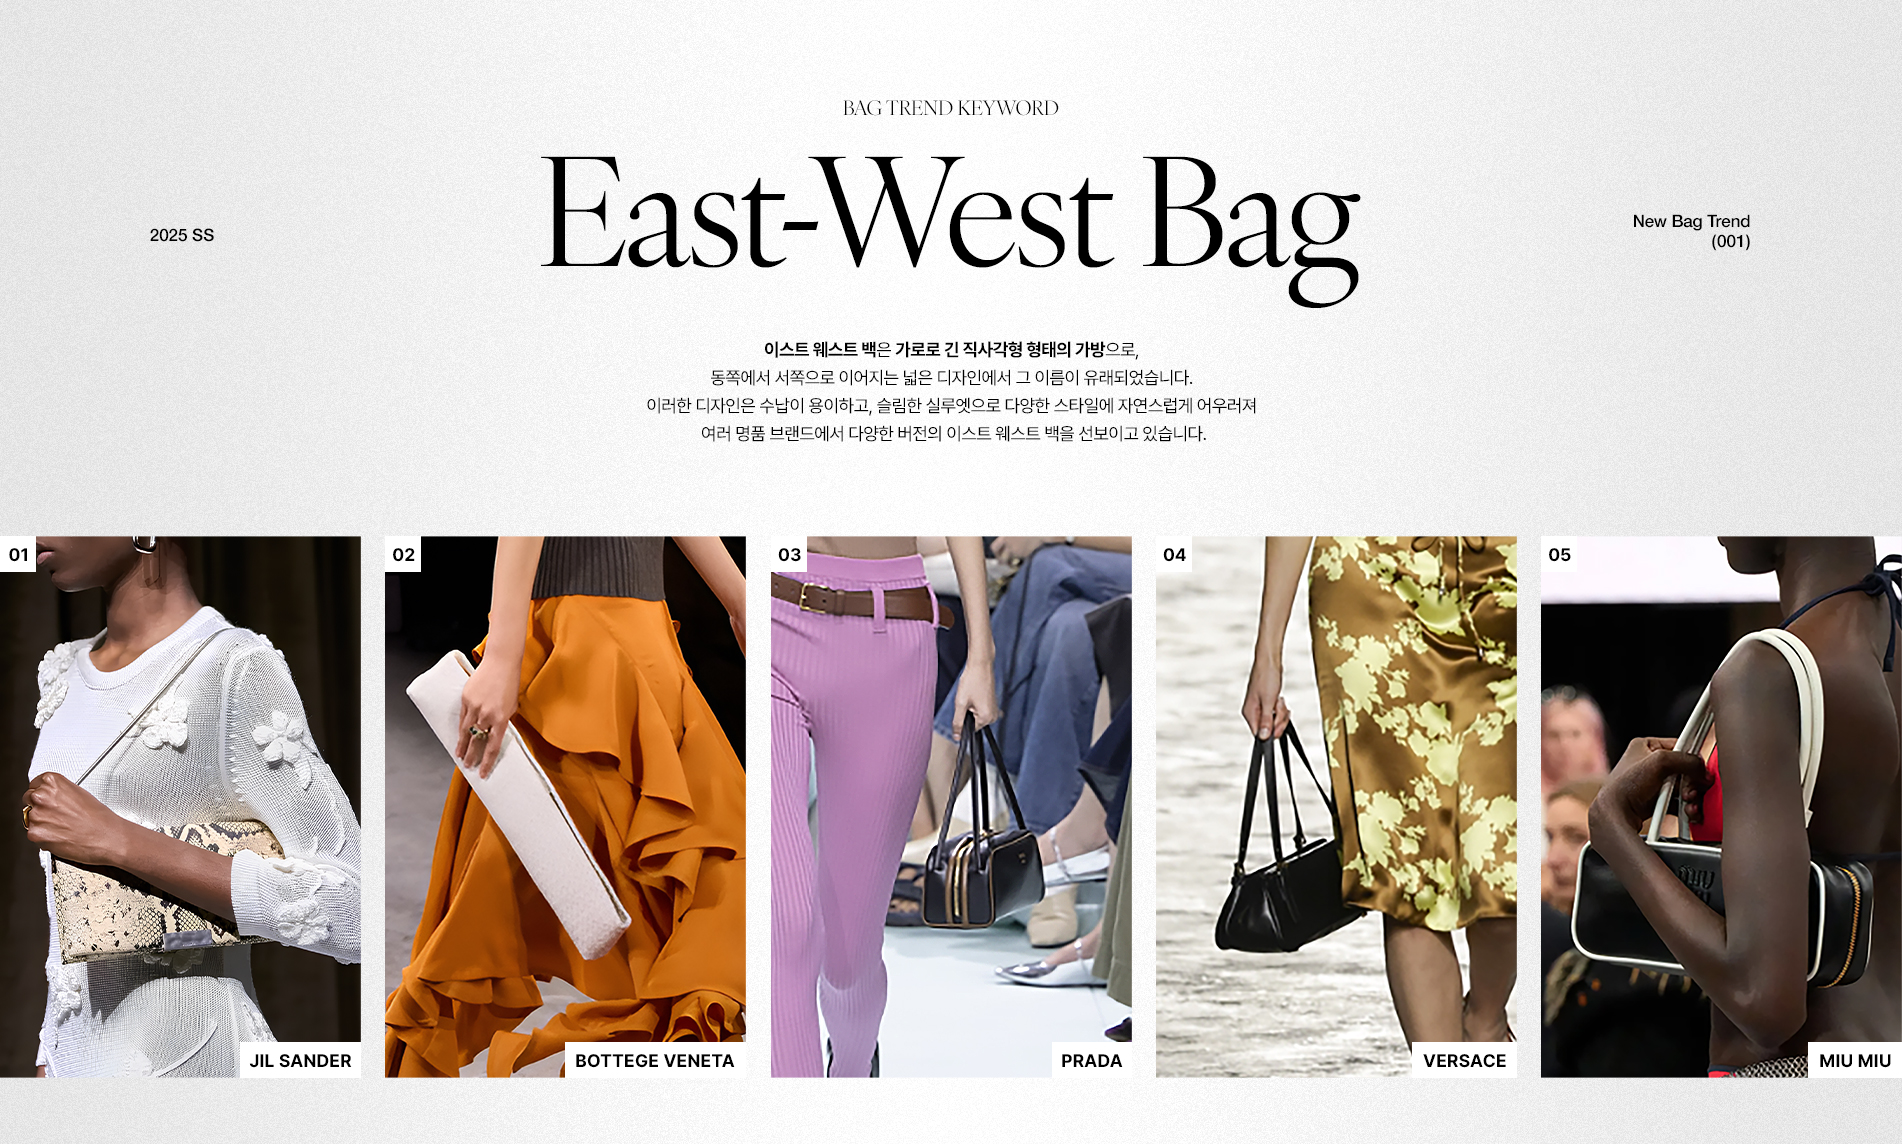 BAG TREND KEYWORD
East-West Bag
2025 SS
New Bag Trend
(001)
이스트 웨스트 백은 가로로 긴 직사각형 형태의 가방으로,
동쪽에서 서쪽으로 이어지는 넓은 디자인에서 그 이름이 유래되었습니다.
이러한 디자인은 수납이 용이하고, 슬림한 실루엣으로 다양한 스타일에 자연스럽게 어우러져
여러 명품 브랜드에서 다양한 버전의 이스트 웨스트 백을 선보이고 있습니다.
01
JIL SANDER
02
BOTTEGE VENETA
03
PRADA
04
VERSACE
05
miu miu
MIU MIU